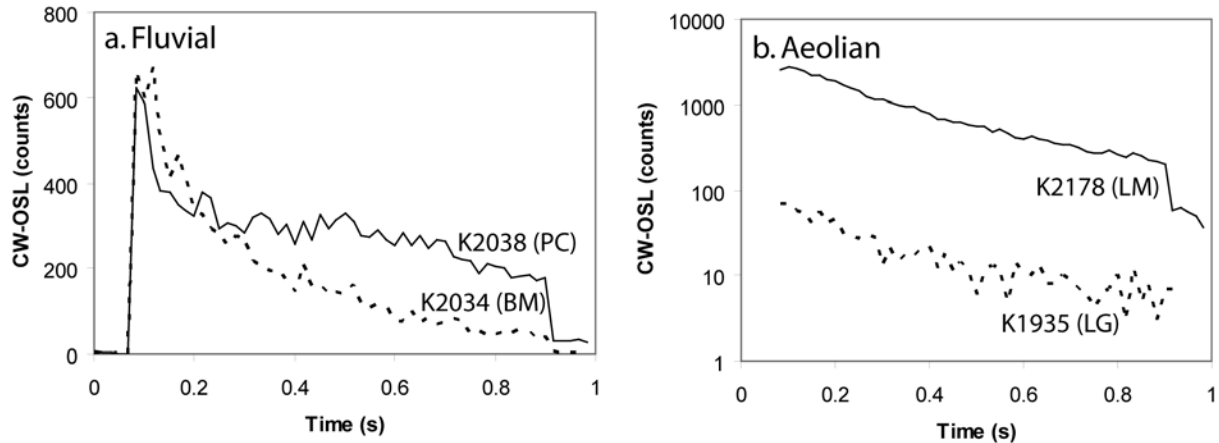 a. Fluvial
CW-OSL (counts)
800
600
400
200
0
K2038 (PC)
K2034 (BM)
0 0.2 0.4 0.6 0.8 1
Time (s)
b. Aeolian
CW-OSL (counts)
10000
1000
100
10
1
K2178 (LM)
K1935 (LG)
0 0.2 0.4 0.6 0.8 1
Time (s)